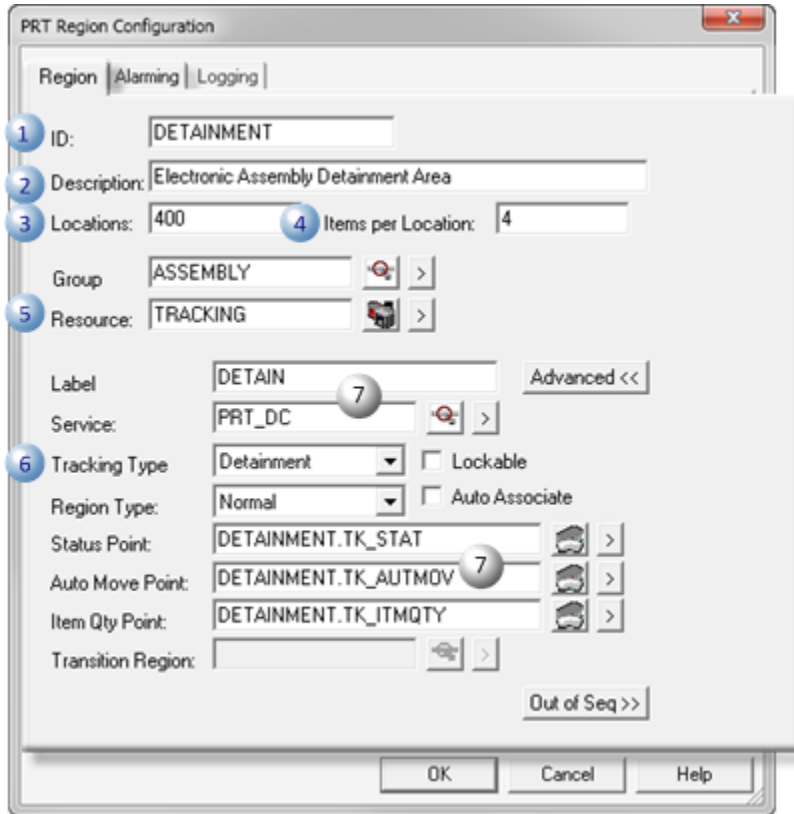 PRT Region Configuration
Region Alarming Logging
1 ID: DETAINMENT
2 Description: Electronic Assembly Detainment Area
3 Locations: 400 4 Items per Location: 4
Group ASSEMBLY >
5 Resource: TRACKING >
Label DETAIN Advanced <<
7
Service: PRT_DC >
6 Tracking Type Detainment Lockable
Region Type: Normal Auto Associate
Status Point: DETAINMENT.TK_STAT >
7
Auto Move Point: DETAINMENT.TK_AUTMOV >
Item Qty Point: DETAINMENT.TK_ITMQTY >
Transition Region: >
Out of Seq >>
OK Cancel Help